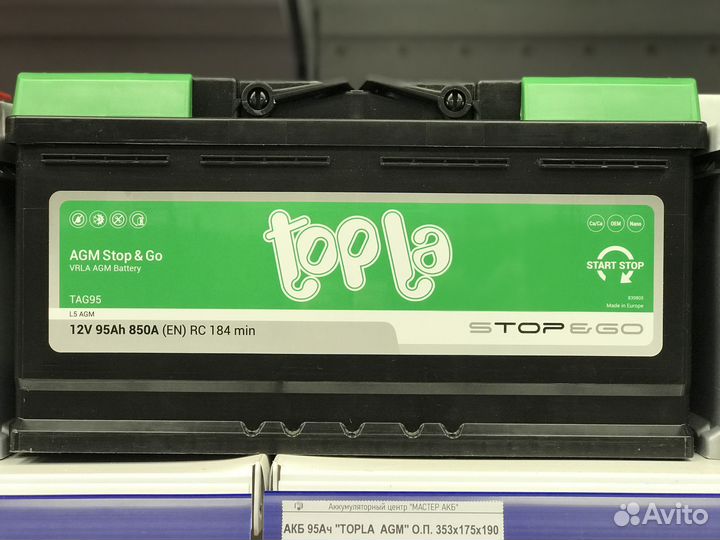 topla
AGM Stop & Go
VRLA AGM Battery
TAG95
L5 AGM
12V 95Ah 850A (EN) RC 184 min
Ca/Ca
OEM
Nano
START STOP
Made in Europe
STOP&GO
Аккумуляторный центр "МАСТЕР АКБ"
АКБ 95Ач "TOPLA AGM" О.П. 353x175x190
Avito